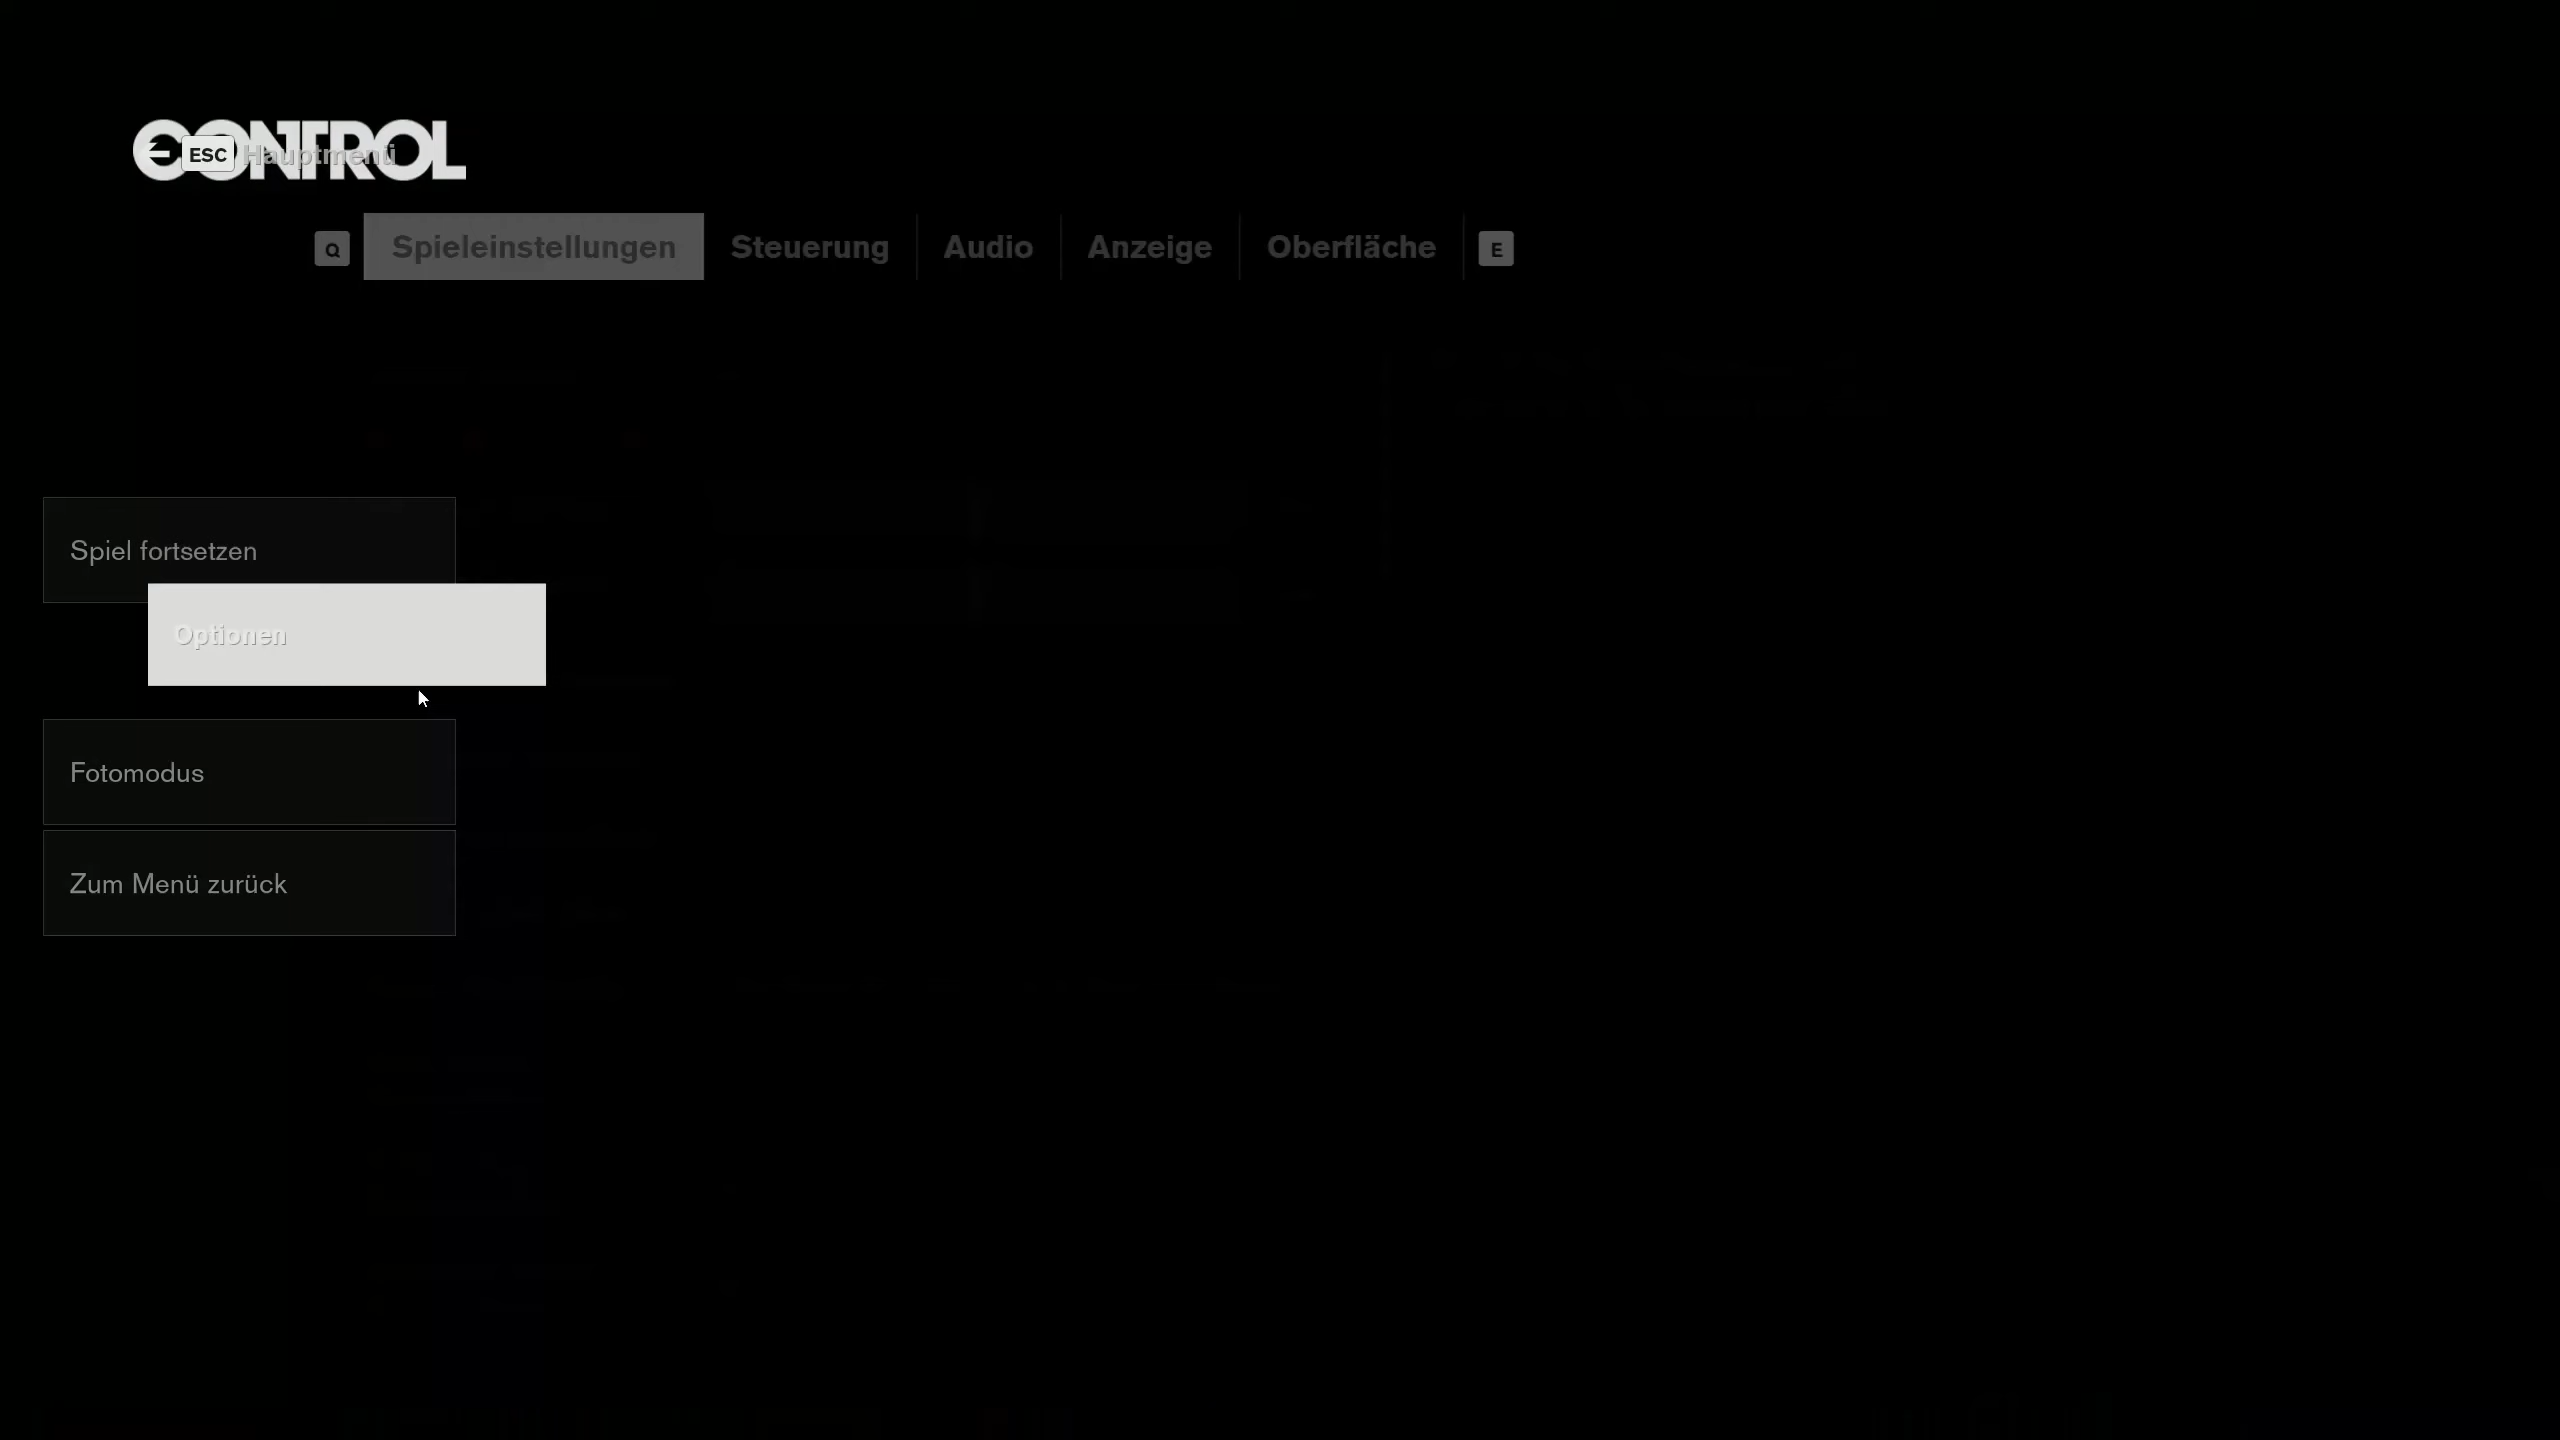 CONTROL
ESC Hauptmenü
Q Spieleinstellungen Steuerung Audio Anzeige Oberfläche E
Spiel fortsetzen
Optionen
Fotomodus
Zum Menü zurück